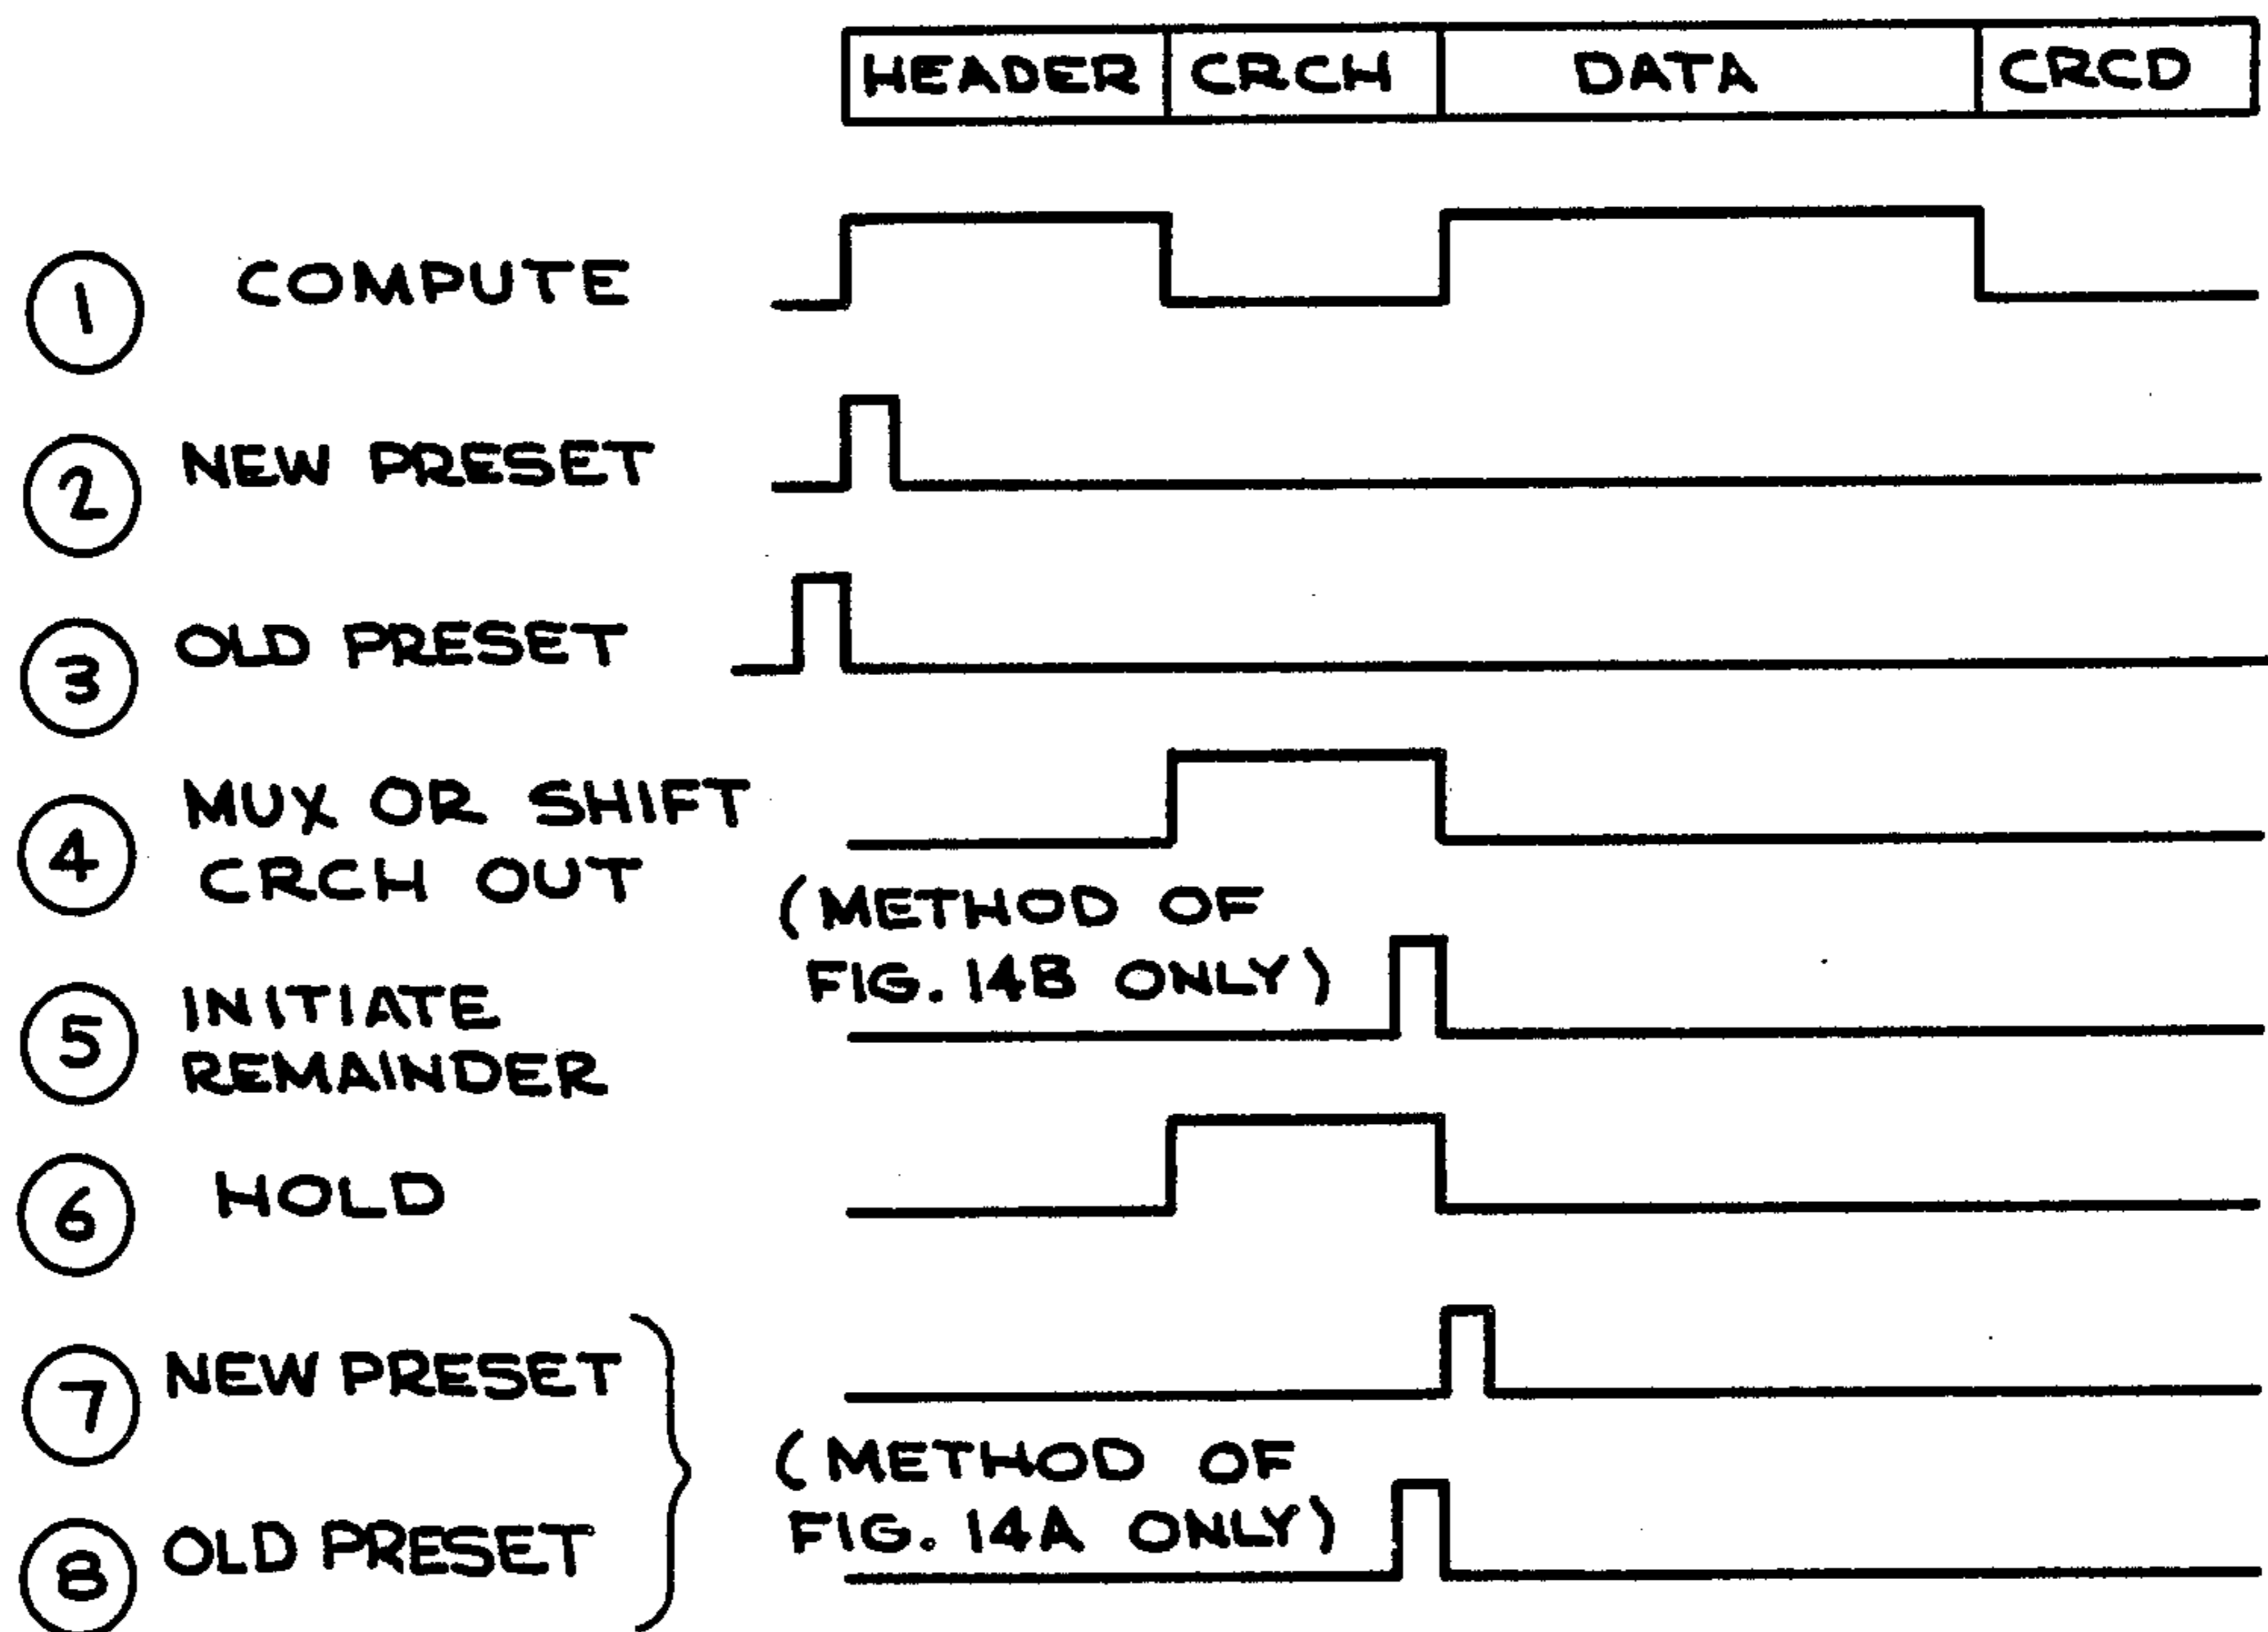 HEADER CRCH DATA CRCD
1 COMPUTE
2 NEW PRESET
3 OLD PRESET
4 MUX OR SHIFT
CRCH OUT
(METHOD OF
FIG. 14B ONLY)
5 INITIATE
REMAINDER
6 HOLD
7 NEW PRESET
(METHOD OF
FIG. 14A ONLY)
8 OLD PRESET